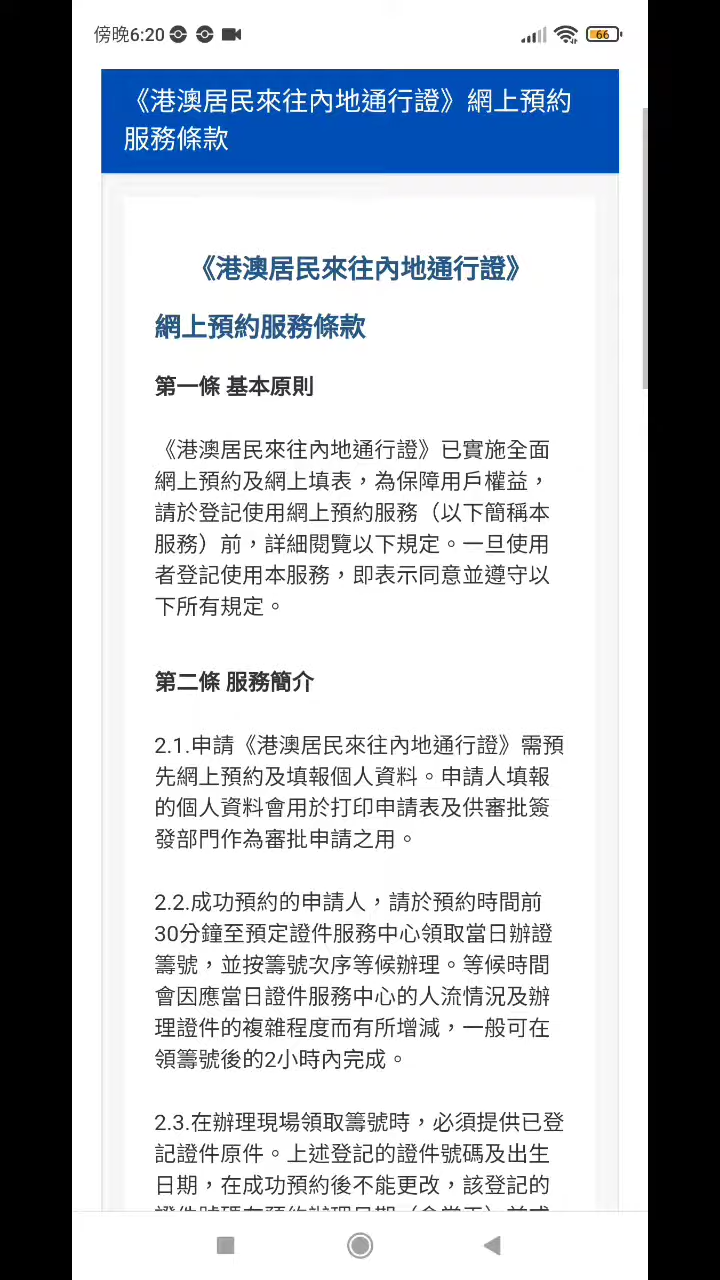 傍晚6:20
66
《港澳居民來往內地通行證》網上預約
服務條款
《港澳居民來往內地通行證》
網上預約服務條款
第一條 基本原則
《港澳居民來往內地通行證》已實施全面
網上預約及網上填表，為保障用戶權益，
請於登記使用網上預約服務（以下簡稱本
服務）前，詳細閱覽以下規定。一旦使用
者登記使用本服務，即表示同意並遵守以
下所有規定。
第二條 服務簡介
2.1.申請《港澳居民來往內地通行證》需預
先網上預約及填報個人資料。申請人填報
的個人資料會用於打印申請表及供審批簽
發部門作為審批申請之用。
2.2.成功預約的申請人，請於預約時間前
30分鐘至預定證件服務中心領取當日辦證
籌號，並按籌號次序等候辦理。等候時間
會因應當日證件服務中心的人流情況及辦
理證件的複雜程度而有所增減，一般可在
領籌號後的2小時內完成。
2.3.在辦理現場領取籌號時，必須提供已登
記證件原件。上述登記的證件號碼及出生
日期，在成功預約後不能更改，該登記的